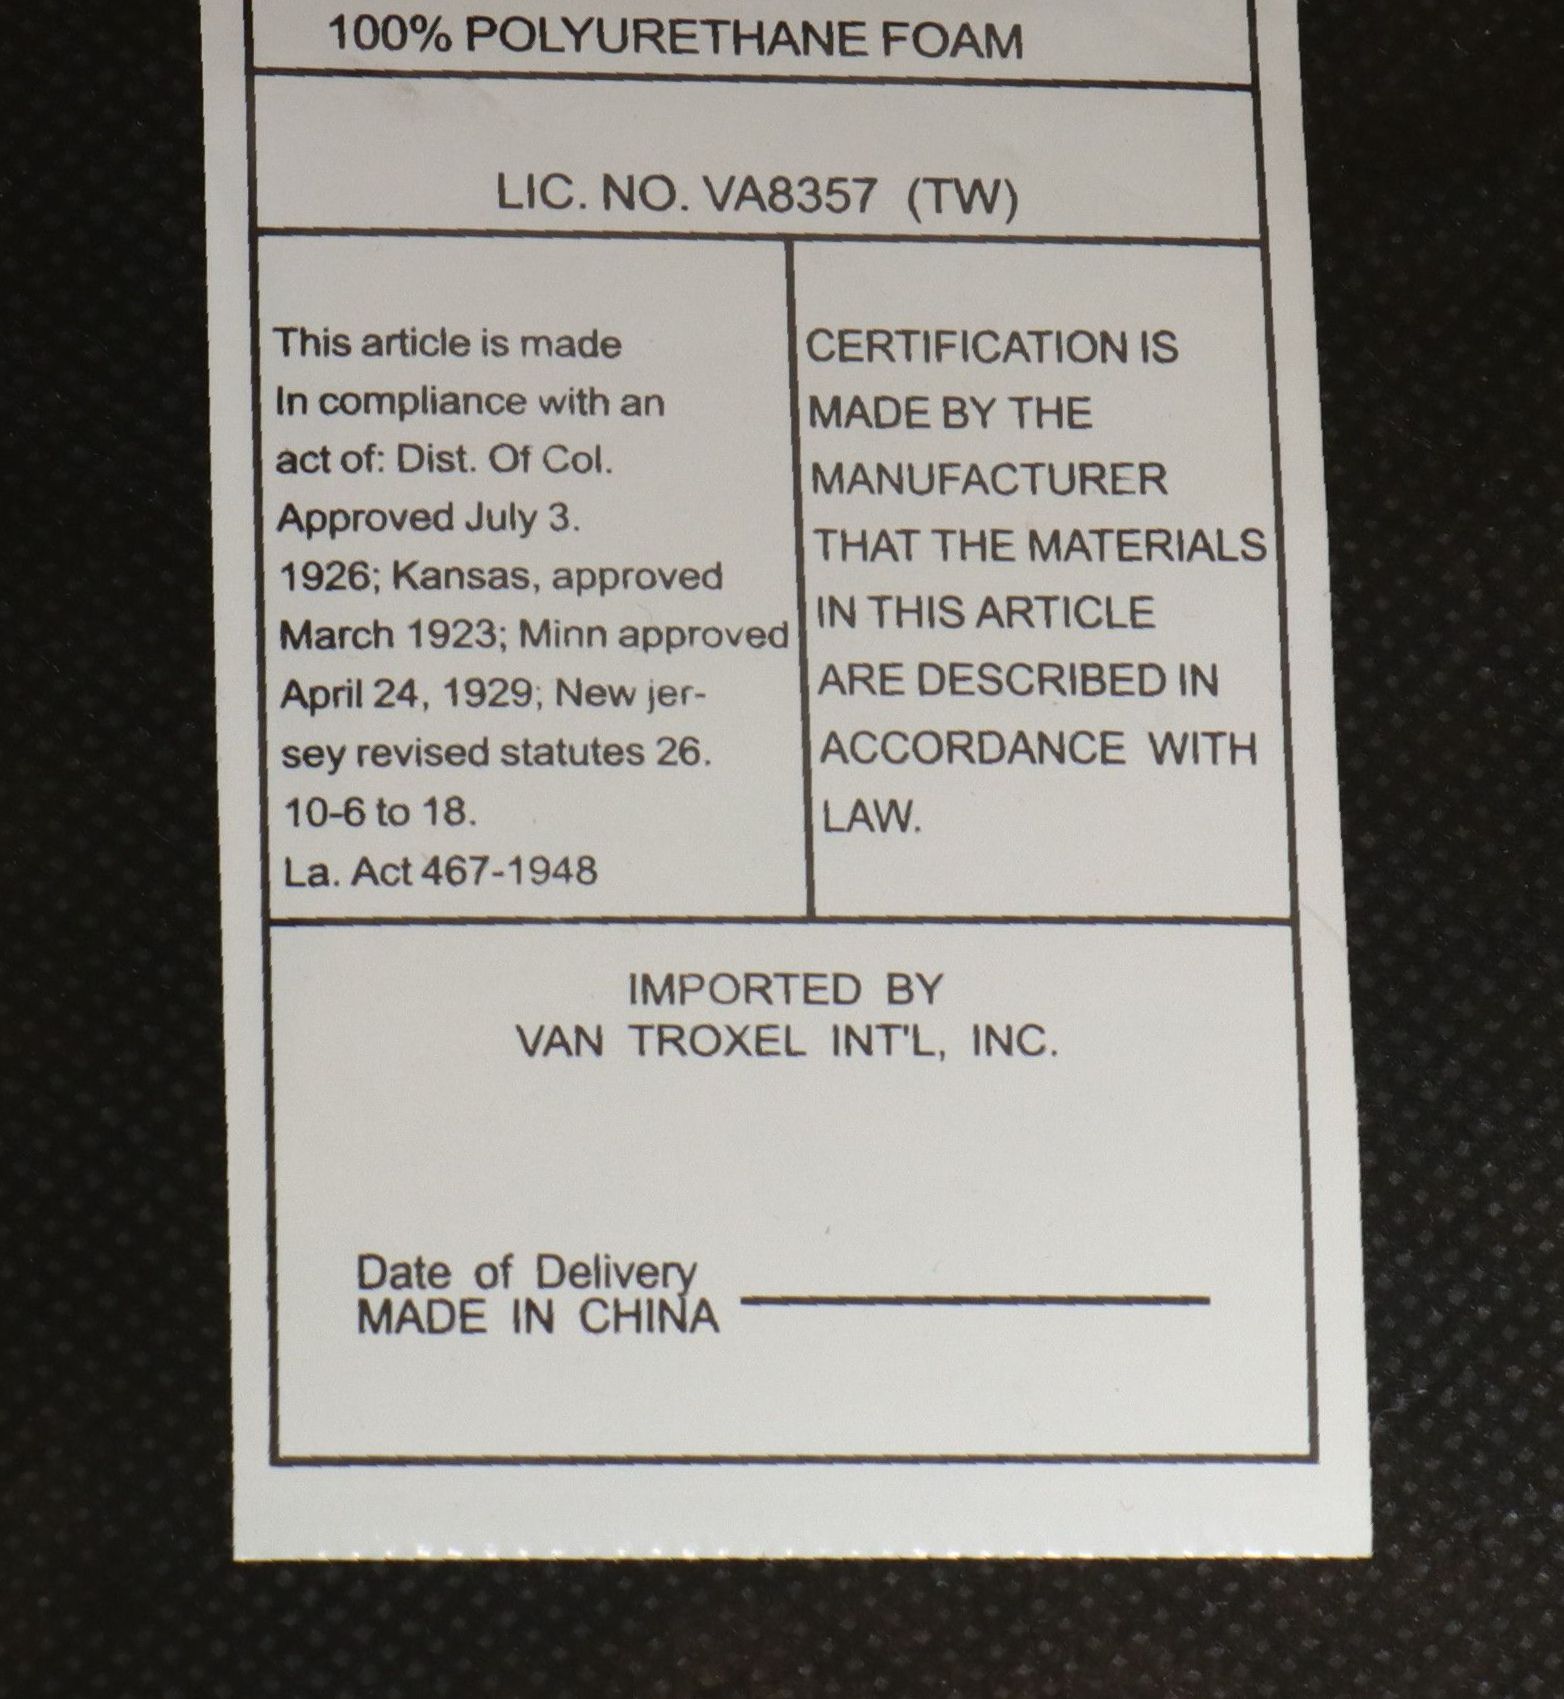 100% POLYURETHANE FOAM
LIC. NO. VA8357 (TW)
This article is made
In compliance with an
act of: Dist. Of Col.
Approved July 3.
1926; Kansas, approved
March 1923; Minn approved
April 24, 1929; New jer-
sey revised statutes 26.
10-6 to 18.
La. Act 467-1948
CERTIFICATION IS
MADE BY THE
MANUFACTURER
THAT THE MATERIALS
IN THIS ARTICLE
ARE DESCRIBED IN
ACCORDANCE WITH
LAW.
IMPORTED BY
VAN TROXEL INT'L, INC.
Date of Delivery
MADE IN CHINA